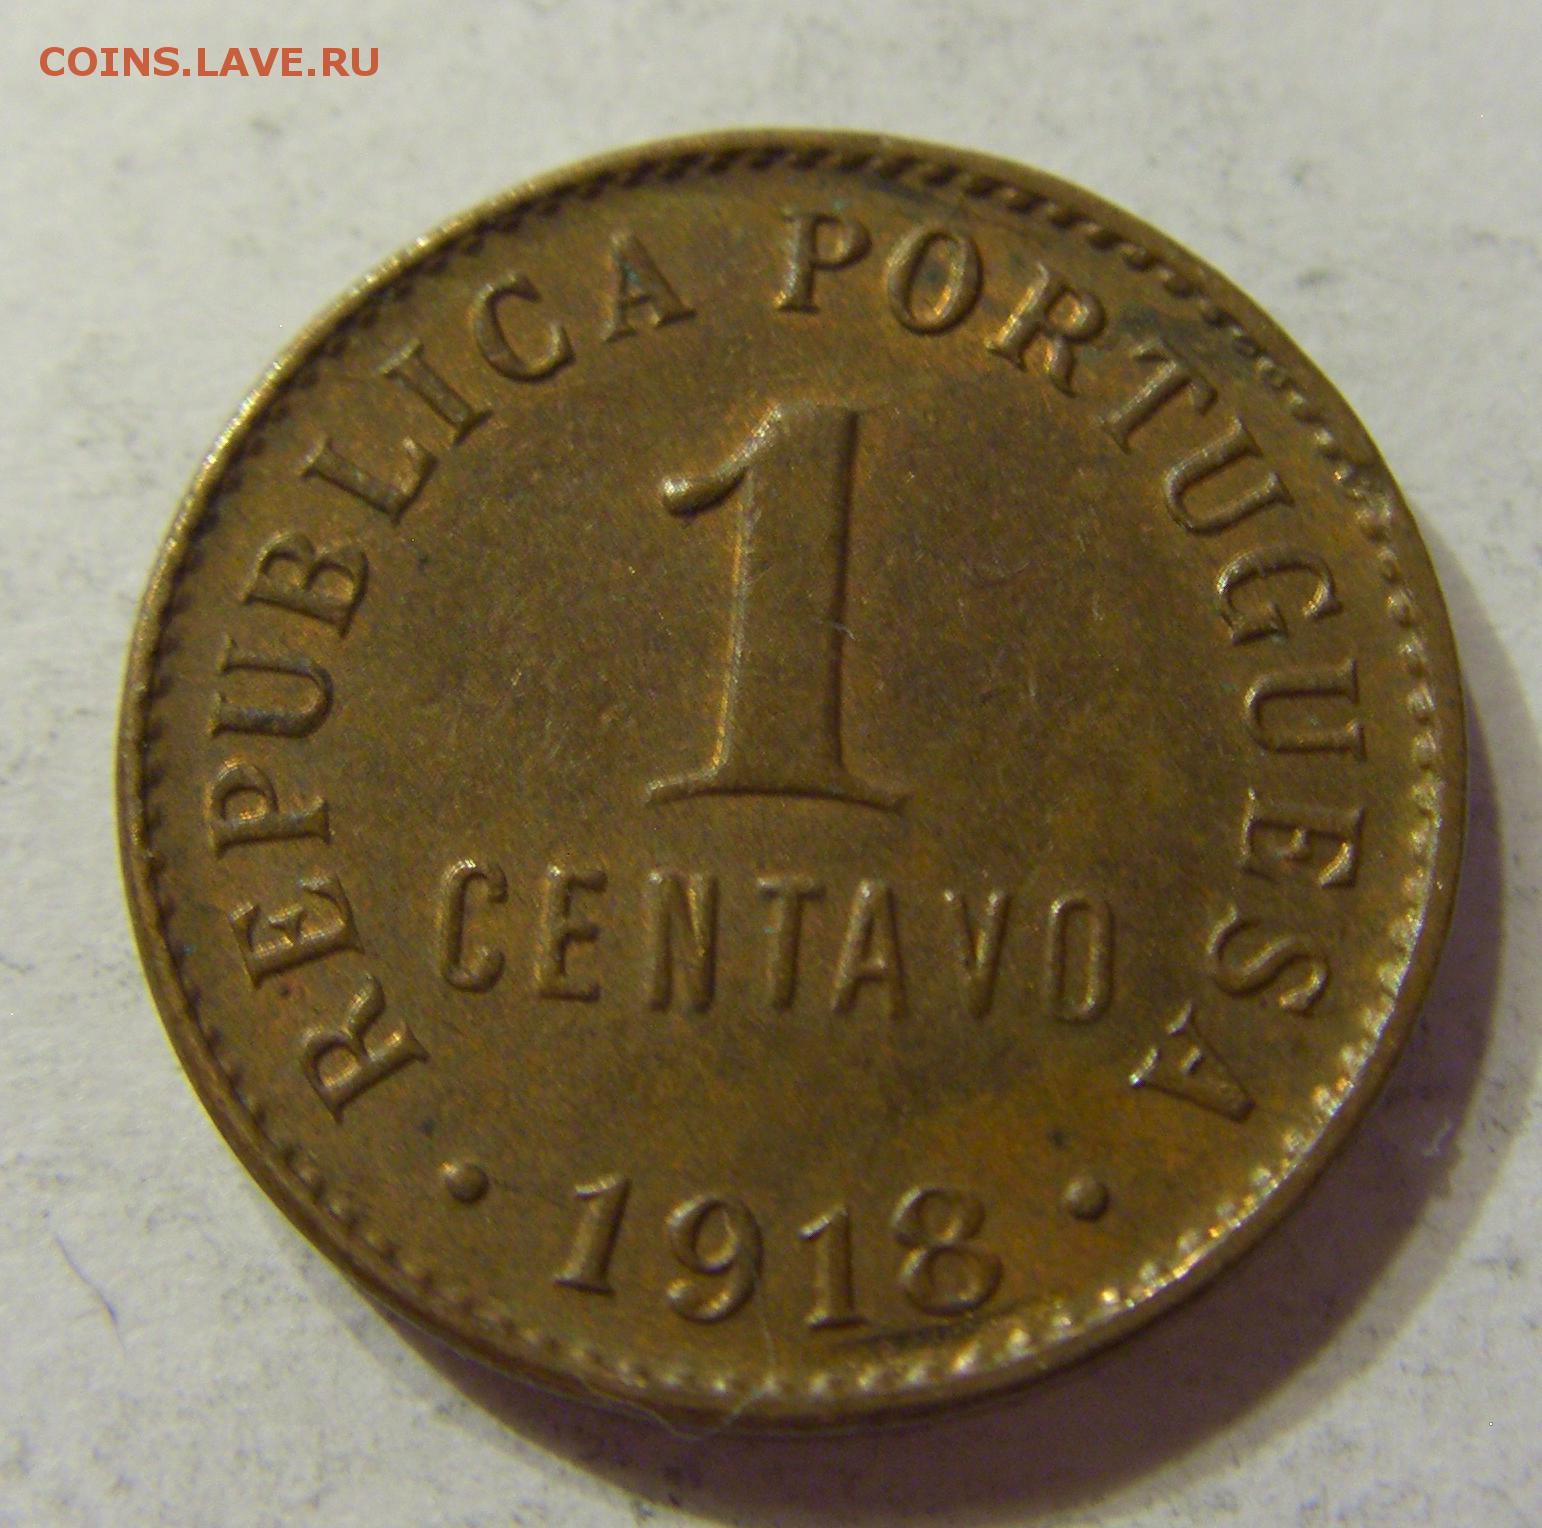 COINS.LAVE.RU
REPUBLICA PORTUGUESA
1
CENTAVO
• 1918 •